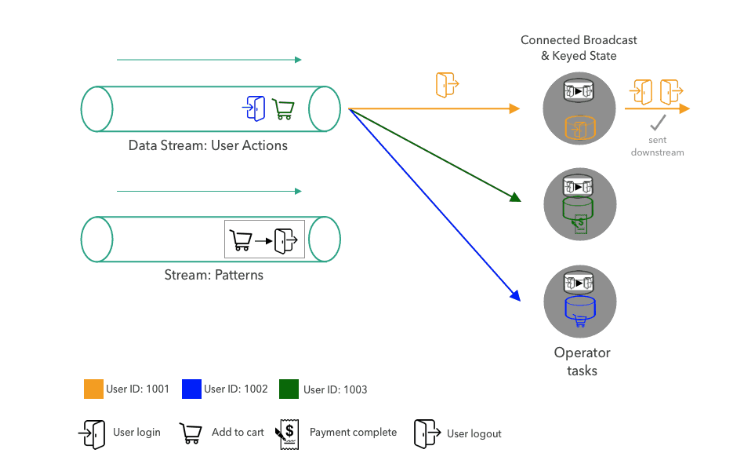 Connected Broadcast
& Keyed State
Data Stream: User Actions
sent
downstream
Stream: Patterns
$
Operator
tasks
User ID: 1001
User ID: 1002
User ID: 1003
User login
Add to cart
$
Payment complete
User logout